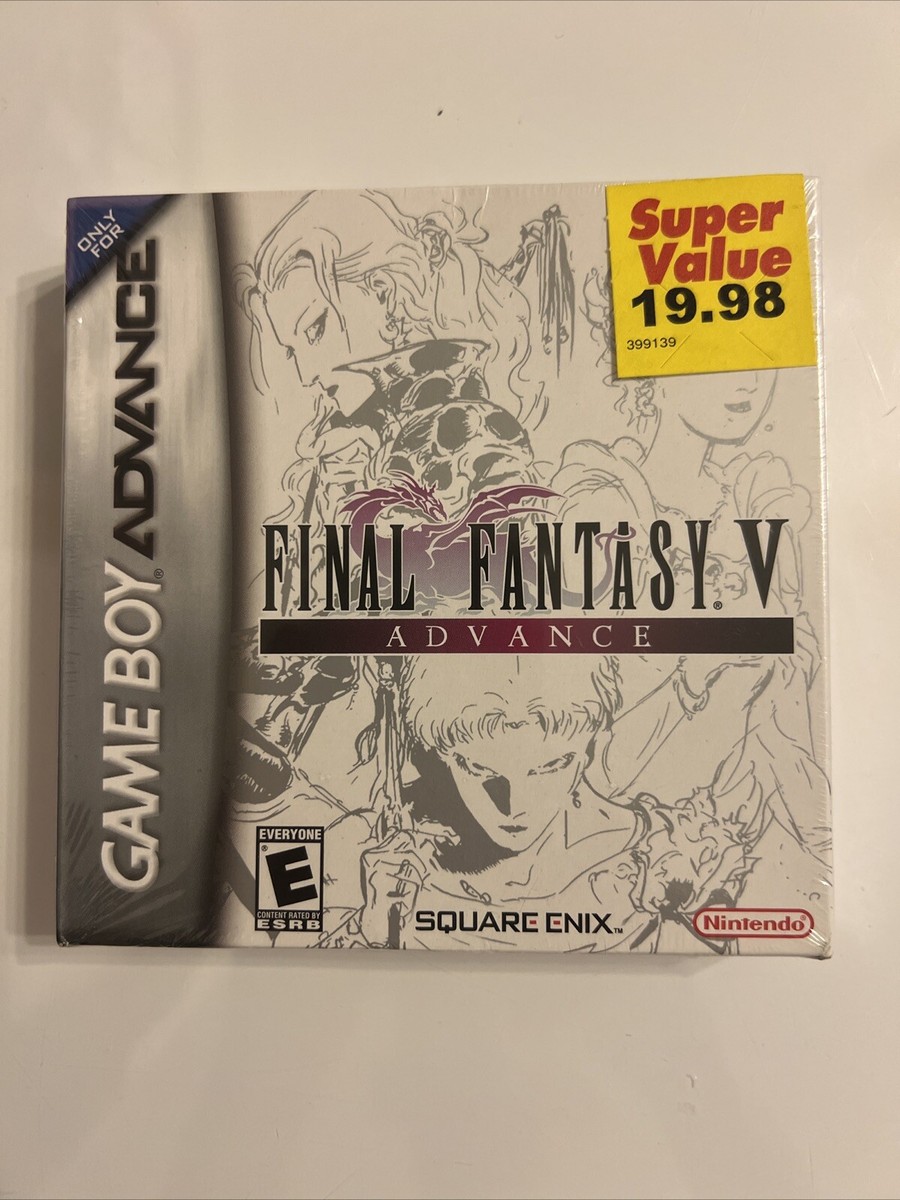 ONLY
FOR
GAME BOY ADVANCE
®
Super
Value
19.98
399139
FINAL FANTASY® V
ADVANCE
EVERYONE
®
E
CONTENT RATED BY
ESRB
SQUARE ENIX™
Nintendo®